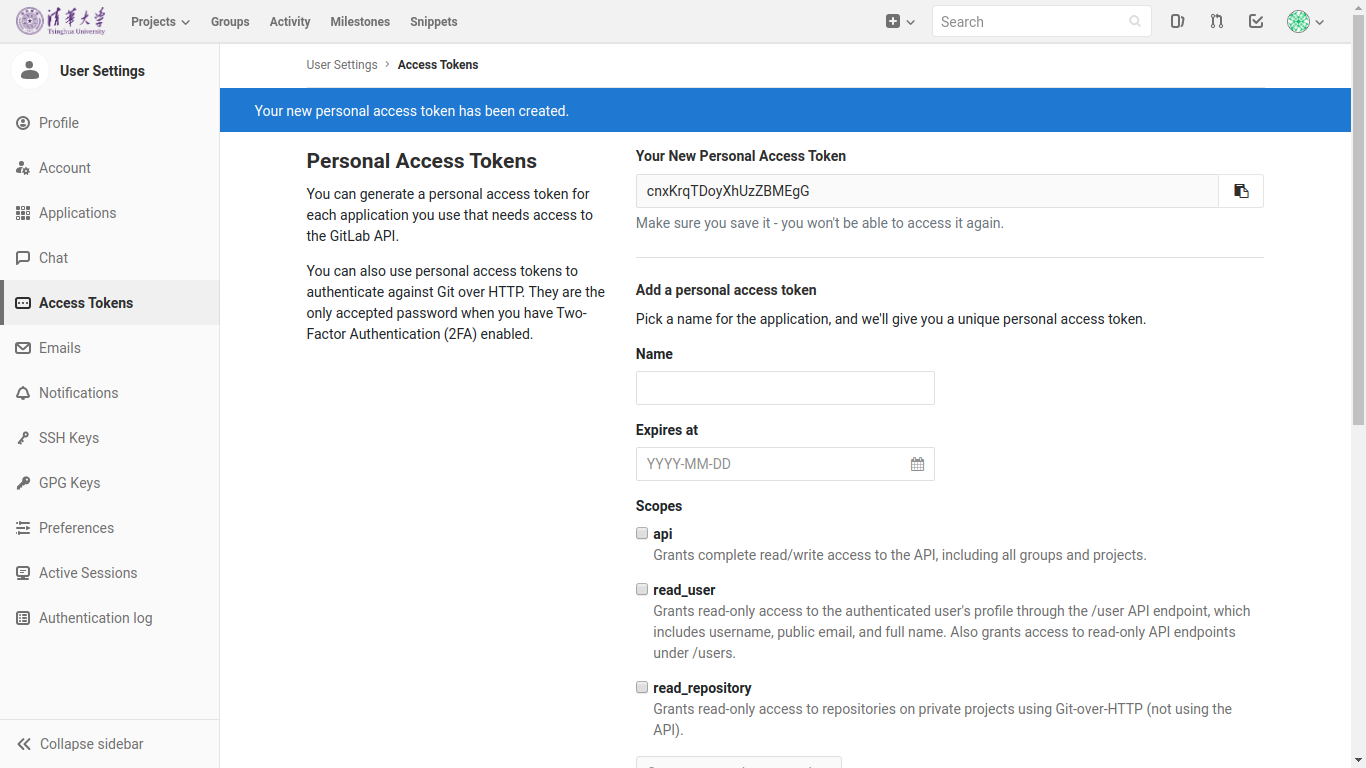 清华大学
Tsinghua University
Projects
Groups
Activity
Milestones
Snippets
Search
User Settings
Profile
Account
Applications
Chat
Access Tokens
Emails
Notifications
SSH Keys
GPG Keys
Preferences
Active Sessions
Authentication log
Collapse sidebar
User Settings › Access Tokens
Your new personal access token has been created.
Personal Access Tokens
You can generate a personal access token for
each application you use that needs access to
the GitLab API.
You can also use personal access tokens to
authenticate against Git over HTTP. They are the
only accepted password when you have Two-
Factor Authentication (2FA) enabled.
Your New Personal Access Token
cnxKrqTDoyXhUzZBMEgG
Make sure you save it - you won't be able to access it again.
Add a personal access token
Pick a name for the application, and we'll give you a unique personal access token.
Name
Expires at
YYYY-MM-DD
Scopes
api
Grants complete read/write access to the API, including all groups and projects.
read_user
Grants read-only access to the authenticated user's profile through the /user API endpoint, which
includes username, public email, and full name. Also grants access to read-only API endpoints
under /users.
read_repository
Grants read-only access to repositories on private projects using Git-over-HTTP (not using the
API).